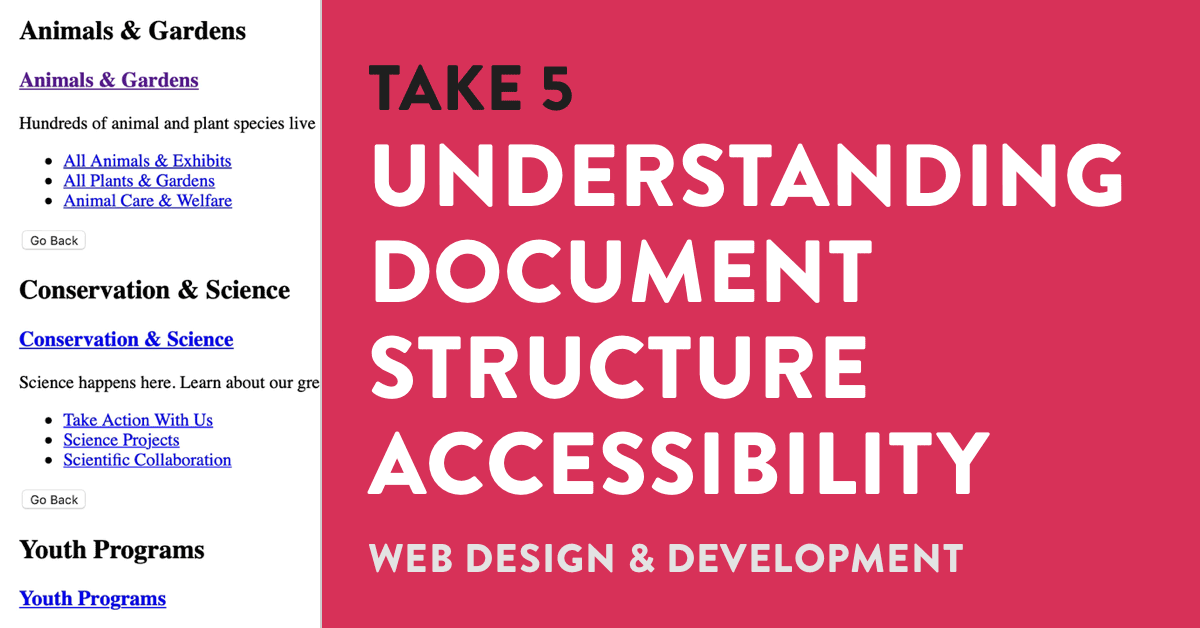 Animals & Gardens
Animals & Gardens
Hundreds of animal and plant species live
All Animals & Exhibits
All Plants & Gardens
Animal Care & Welfare
Go Back
Conservation & Science
Conservation & Science
Science happens here. Learn about our gre
Take Action With Us
Science Projects
Scientific Collaboration
Go Back
Youth Programs
Youth Programs
TAKE 5
UNDERSTANDING
DOCUMENT
STRUCTURE
ACCESSIBILITY
WEB DESIGN & DEVELOPMENT